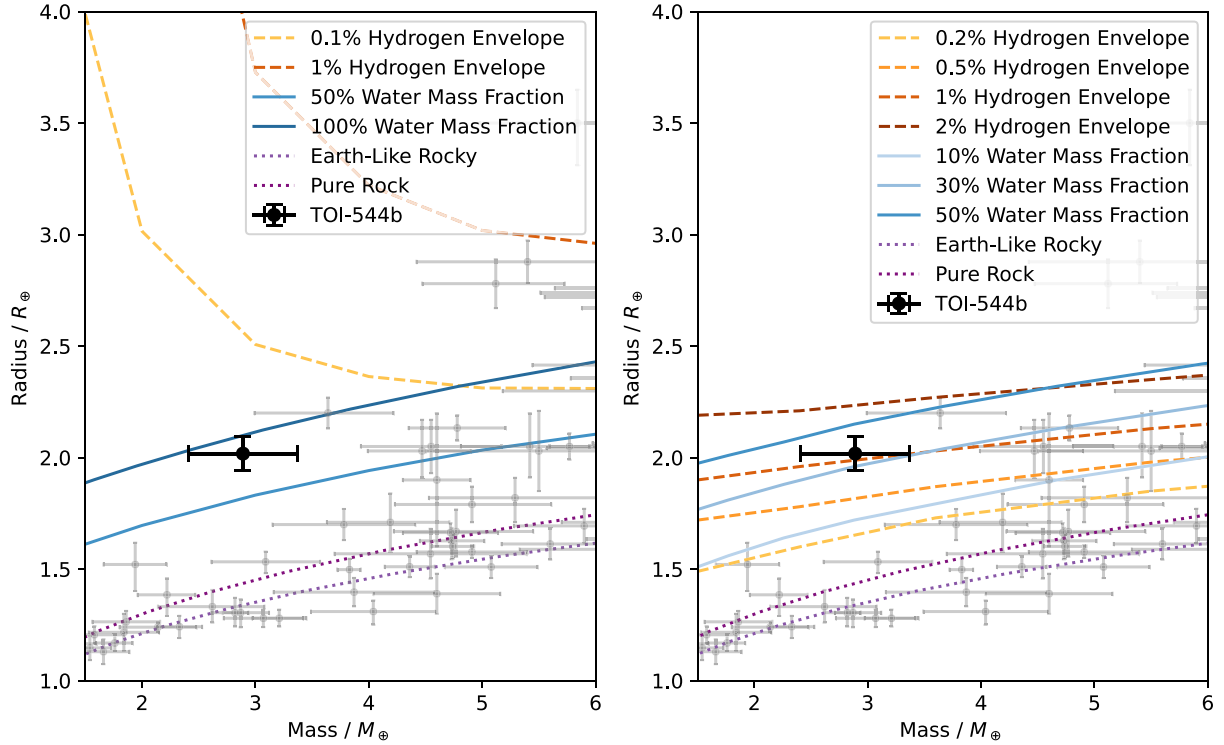 4.0
3.5
3.0
2.5
2.0
1.5
1.0
Radius / R⊕
2
3
4
5
6
Mass / M⊕
0.1% Hydrogen Envelope
1% Hydrogen Envelope
50% Water Mass Fraction
100% Water Mass Fraction
Earth-Like Rocky
Pure Rock
TOI-544b
4.0
3.5
3.0
2.5
2.0
1.5
1.0
Radius / R⊕
2
3
4
5
6
Mass / M⊕
0.2% Hydrogen Envelope
0.5% Hydrogen Envelope
1% Hydrogen Envelope
2% Hydrogen Envelope
10% Water Mass Fraction
30% Water Mass Fraction
50% Water Mass Fraction
Earth-Like Rocky
Pure Rock
TOI-544b